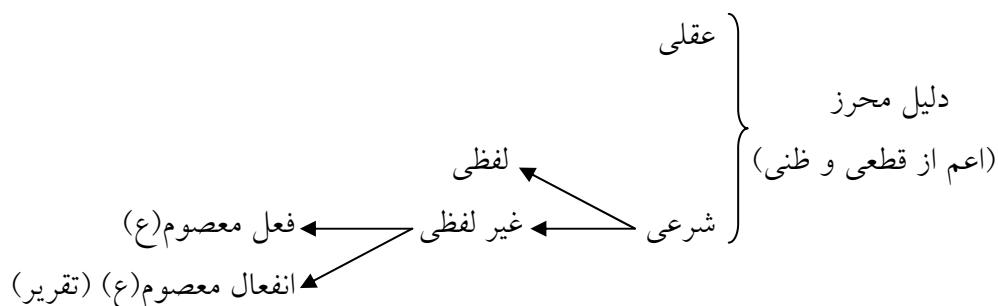 عقلی
دلیل محرز
(اعم از قطعی و ظنی)
لفظی
شرعی
غیر لفظی
فعل معصوم(ع)
انفعال معصوم(ع) (تقریر)